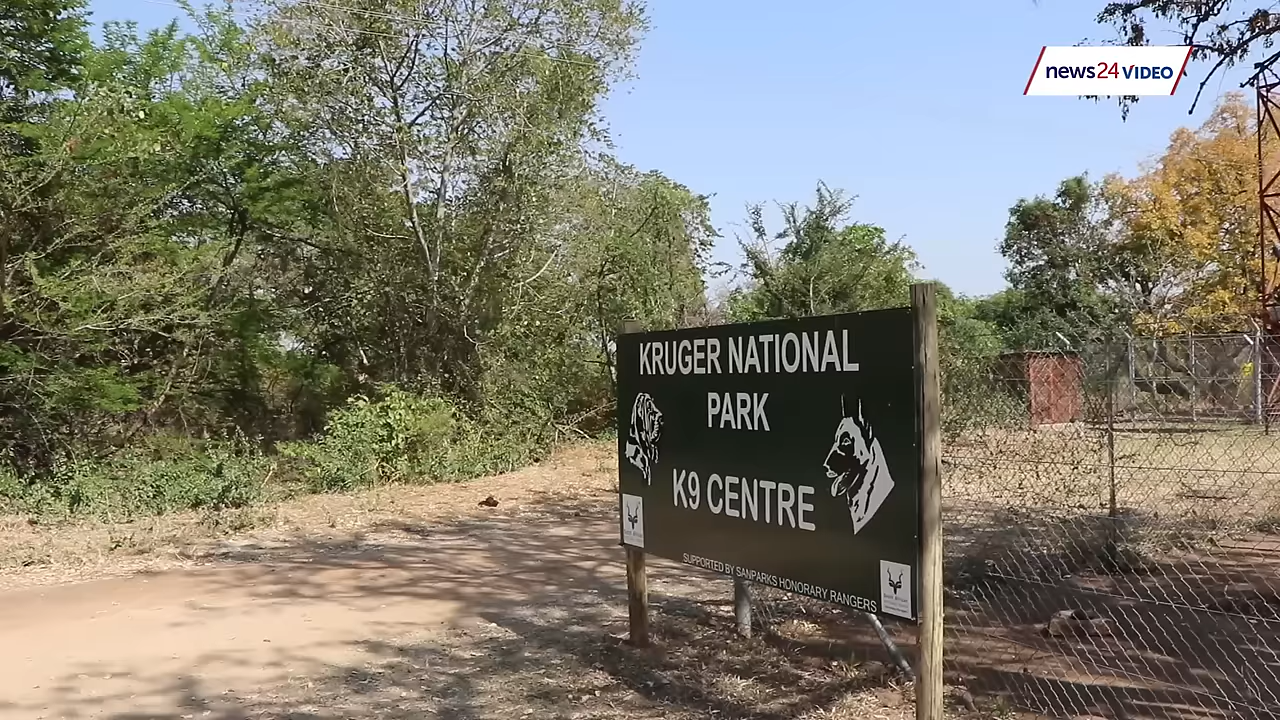 news24 VIDEO
KRUGER NATIONAL
PARK
K9 CENTRE
SUPPORTED BY SANPARKS HONORARY RANGERS